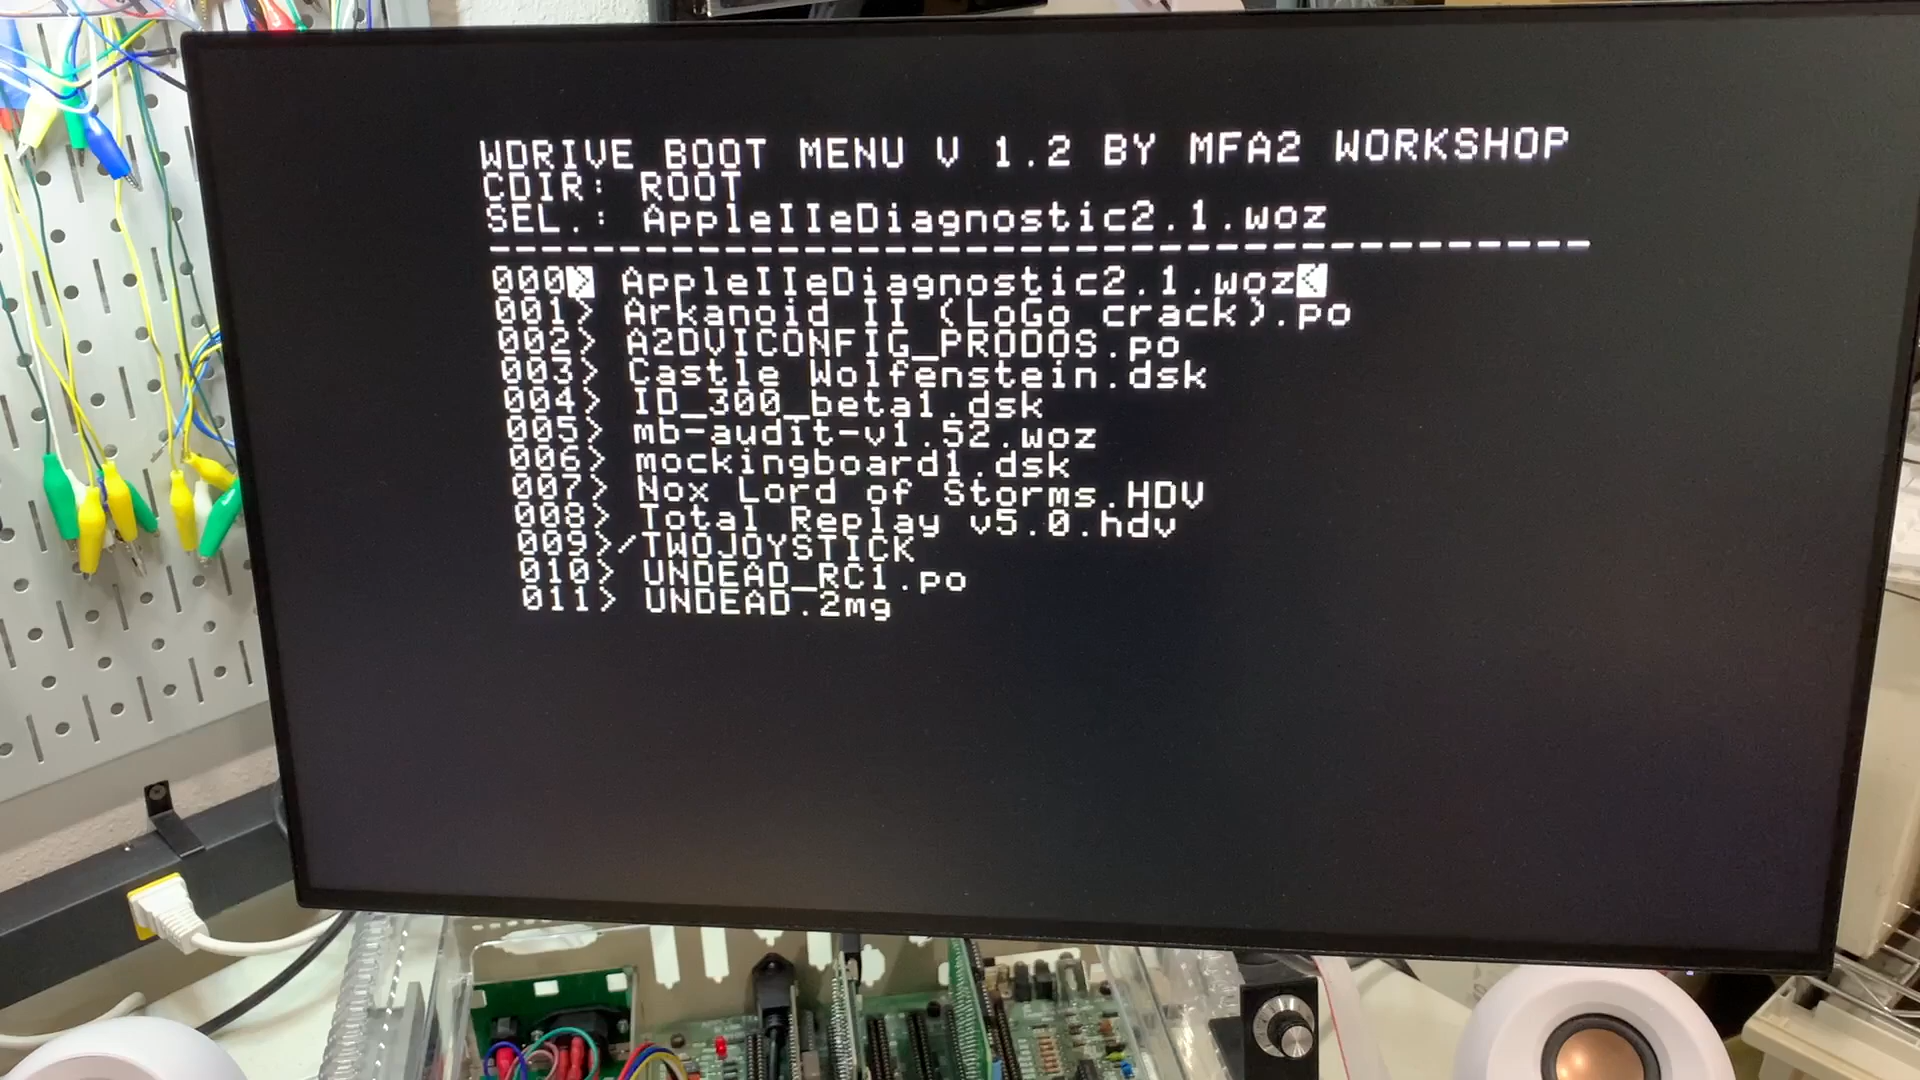 WDRIVE BOOT MENU V 1.2 BY MFA2 WORKSHOP
CDIR: ROOT
SEL.: AppleIIeDiagnostic2.1.woz
----------------------------------------
000> AppleIIeDiagnostic2.1.woz<
001> Arkanoid II (LoGo crack).po
002> A2DVICONFIG_PRODOS.po
003> Castle Wolfenstein.dsk
004> ID_300_beta1.dsk
005> mb-audit-v1.52.woz
006> mockingboard1.dsk
007> Nox Lord of Storms.HDV
008> Total Replay v5.0.hdv
009>/TWOJOYSTICK
010> UNDEAD_RC1.po
011> UNDEAD.2mg